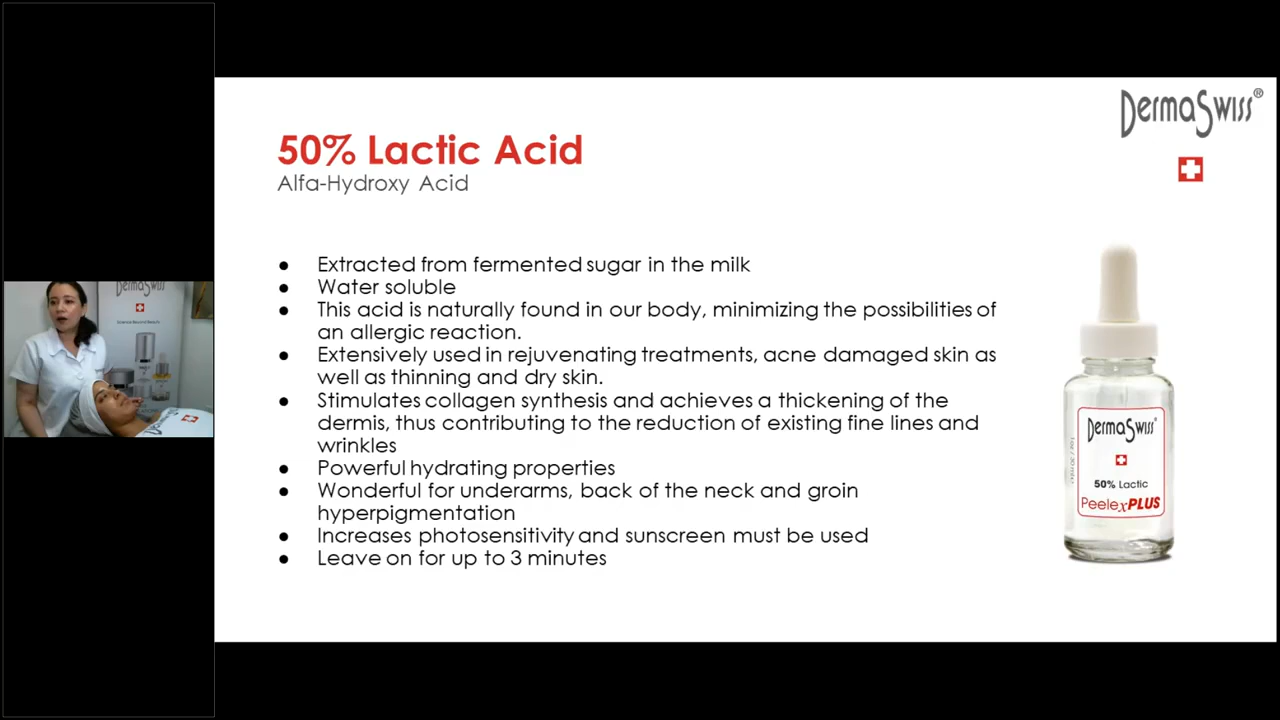 DermaSwiss®
50% Lactic Acid
Alfa-Hydroxy Acid
● Extracted from fermented sugar in the milk
● Water soluble
● This acid is naturally found in our body, minimizing the possibilities of
an allergic reaction.
● Extensively used in rejuvenating treatments, acne damaged skin as
well as thinning and dry skin.
● Stimulates collagen synthesis and achieves a thickening of the
dermis, thus contributing to the reduction of existing fine lines and
wrinkles
● Powerful hydrating properties
● Wonderful for underarms, back of the neck and groin
hyperpigmentation
● Increases photosensitivity and sunscreen must be used
● Leave on for up to 3 minutes
DermaSwiss®
50% Lactic
PeelexPLUS
DermaSwiss
Science Beyond Beauty